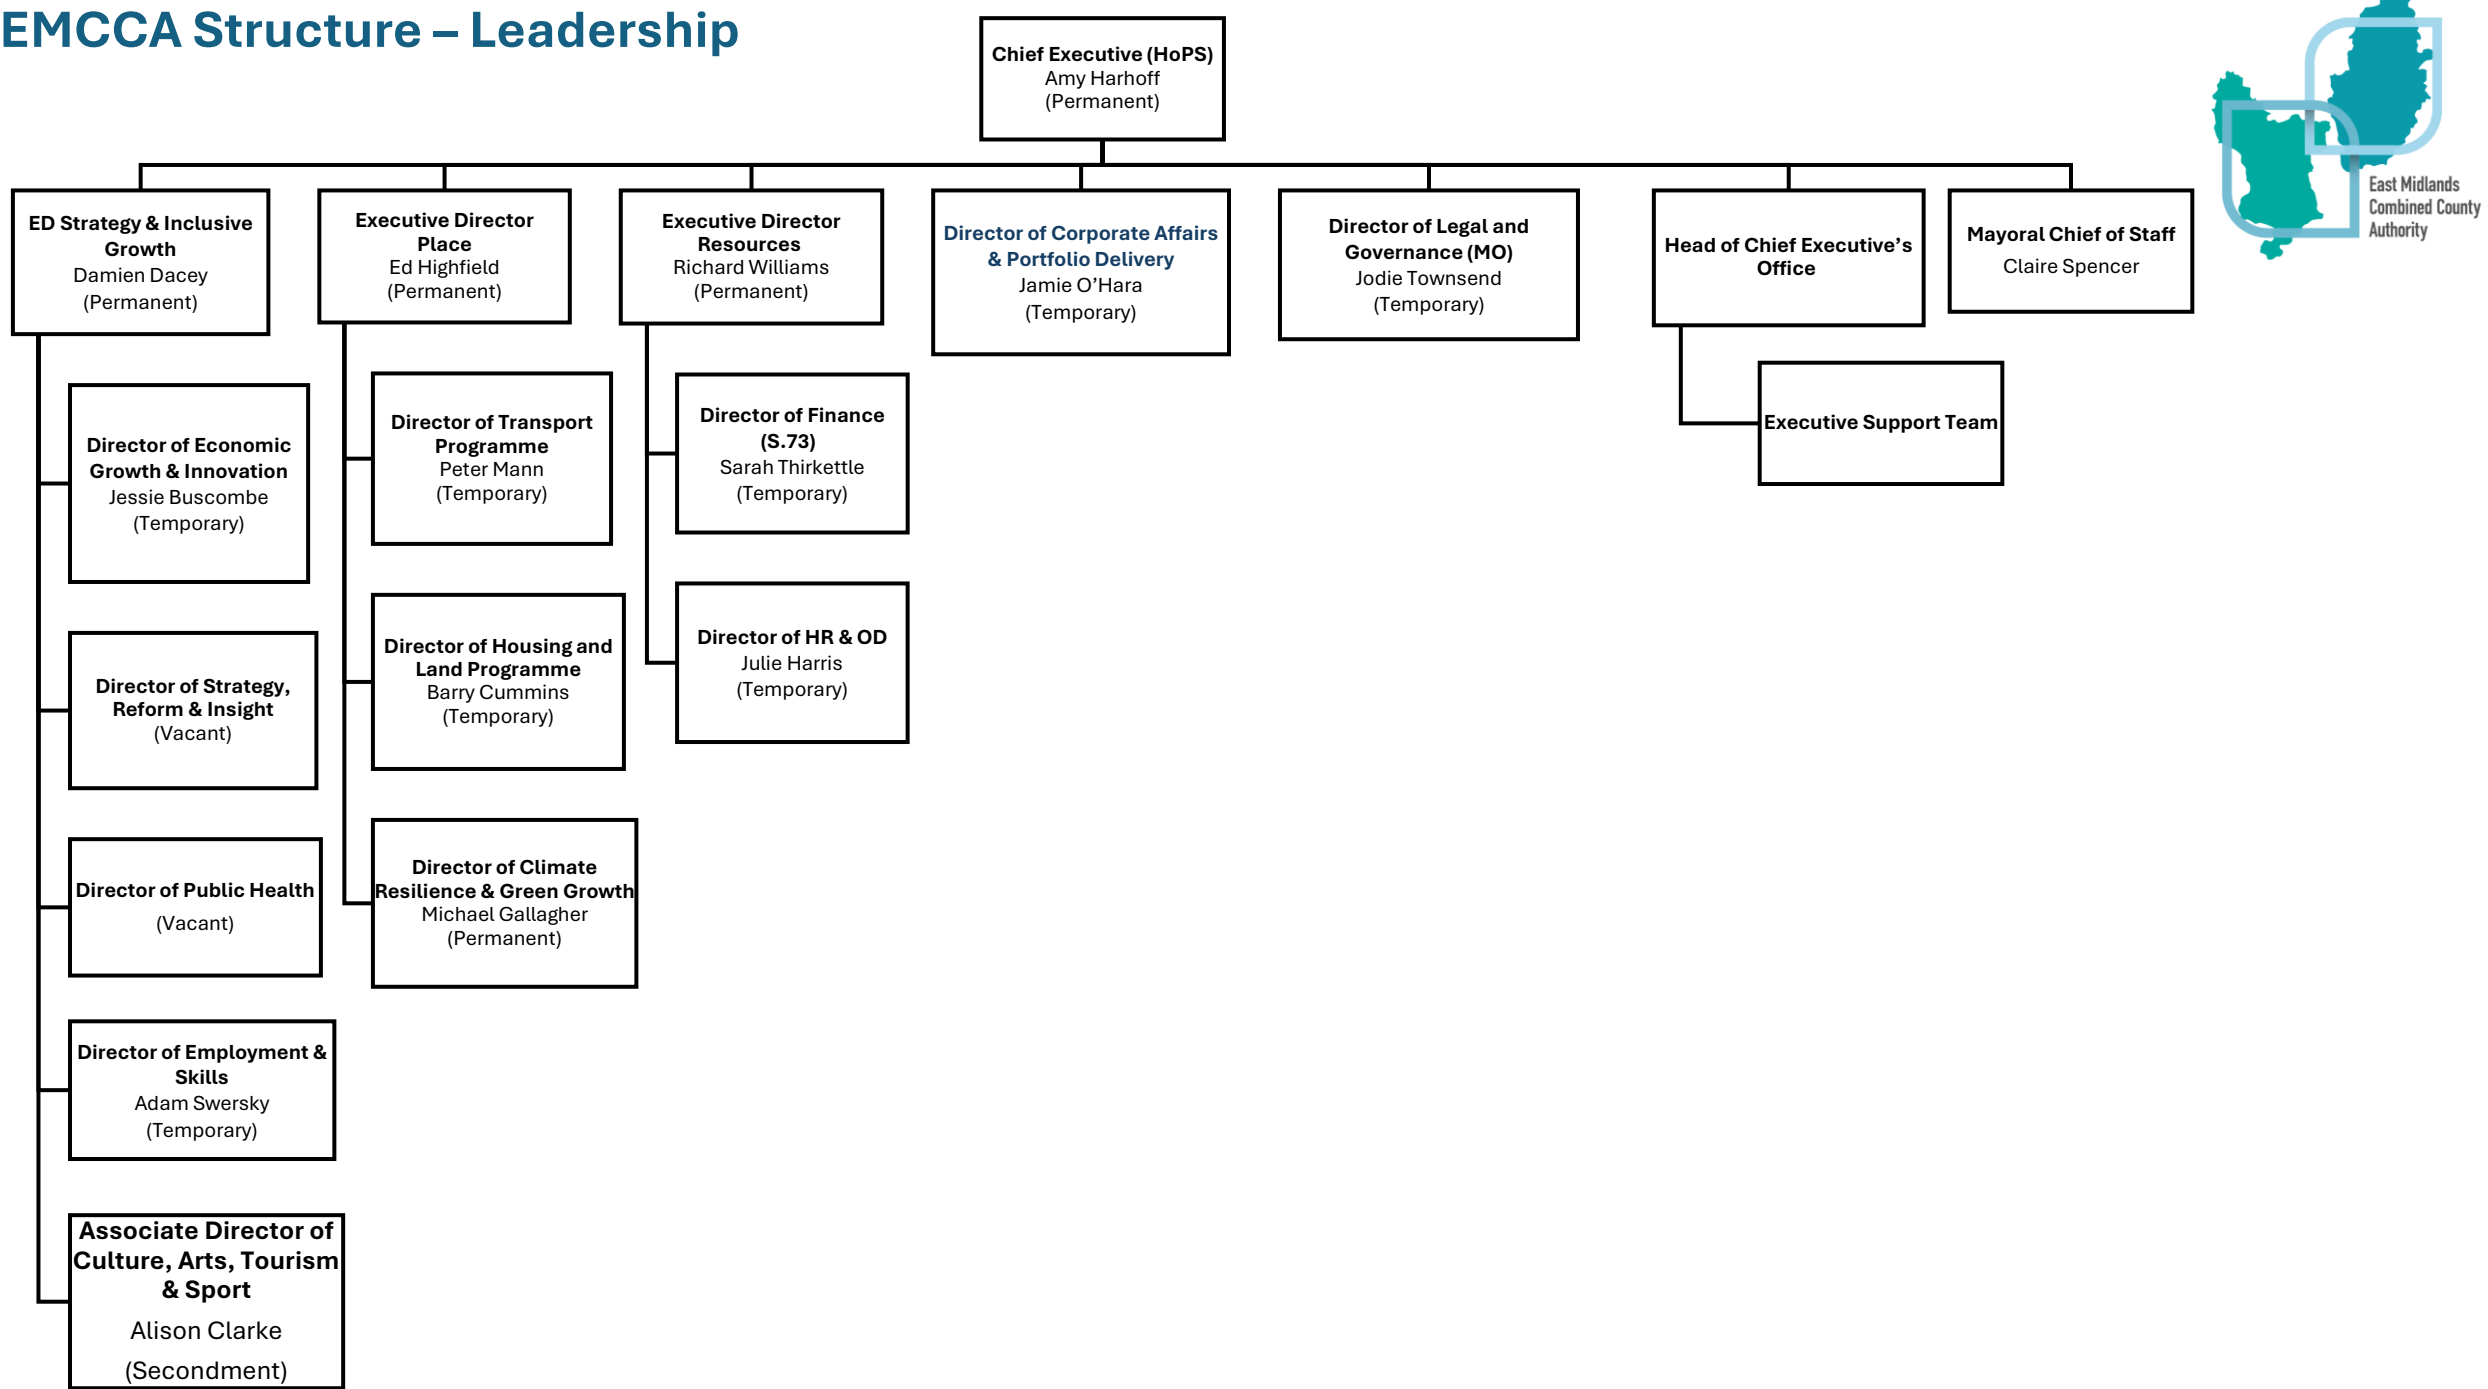 EMCCA Structure – Leadership
Chief Executive (HoPS)
Amy Harhoff
(Permanent)
East Midlands
Combined County
Authority
ED Strategy & Inclusive
Growth
Damien Dacey
(Permanent)
Executive Director
Place
Ed Highfield
(Permanent)
Executive Director
Resources
Richard Williams
(Permanent)
Director of Corporate Affairs
& Portfolio Delivery
Jamie O’Hara
(Temporary)
Director of Legal and
Governance (MO)
Jodie Townsend
(Temporary)
Head of Chief Executive’s
Office
Mayoral Chief of Staff
Claire Spencer
Director of Economic
Growth & Innovation
Jessie Buscombe
(Temporary)
Director of Strategy,
Reform & Insight
(Vacant)
Director of Public Health
(Vacant)
Director of Employment &
Skills
Adam Swersky
(Temporary)
Associate Director of
Culture, Arts, Tourism
& Sport
Alison Clarke
(Secondment)
Director of Transport
Programme
Peter Mann
(Temporary)
Director of Housing and
Land Programme
Barry Cummins
(Temporary)
Director of Climate
Resilience & Green Growth
Michael Gallagher
(Permanent)
Director of Finance
(S.73)
Sarah Thirkettle
(Temporary)
Director of HR & OD
Julie Harris
(Temporary)
Executive Support Team